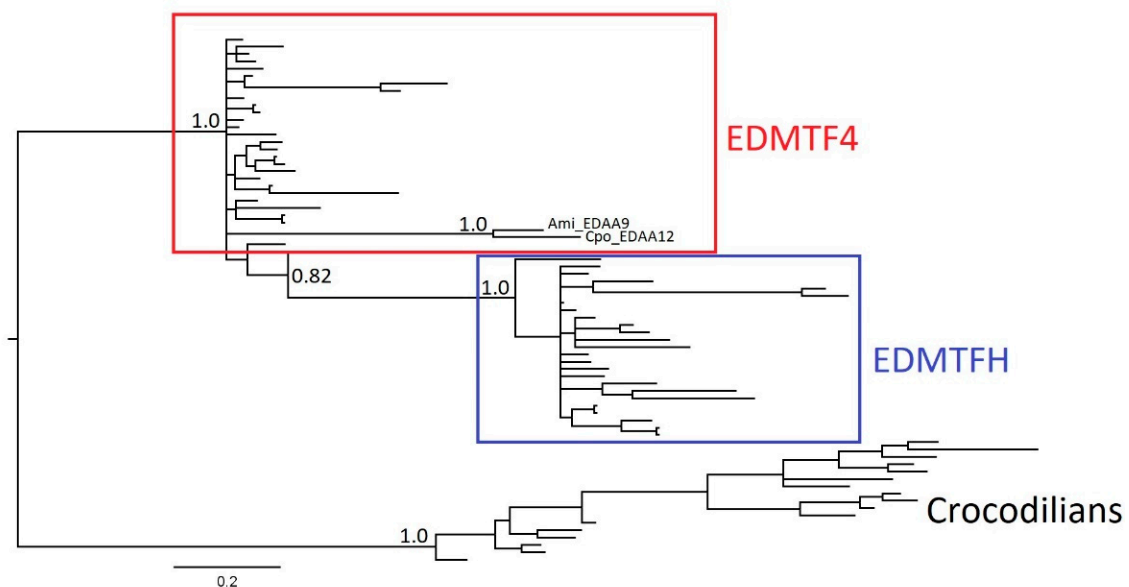 1.0
EDMTF4
1.0
Ami_EDAA9
Cpo_EDAA12
0.82
1.0
EDMTFH
Crocodilians
1.0
0.2